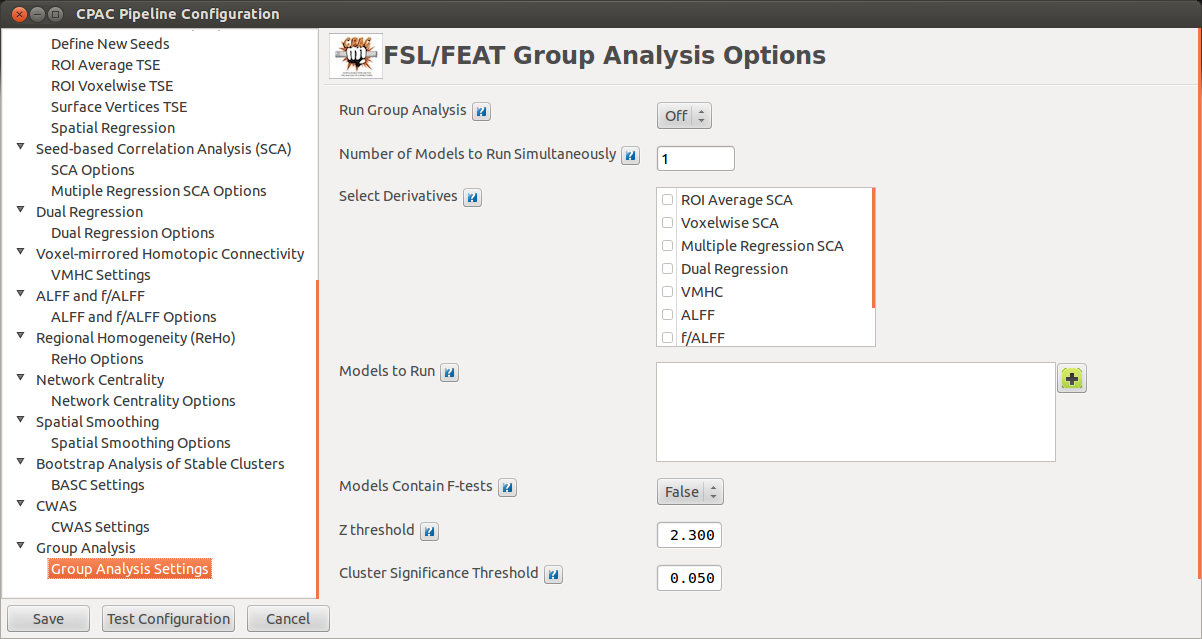 CPAC Pipeline Configuration
Define New Seeds
ROI Average TSE
ROI Voxelwise TSE
Surface Vertices TSE
Spatial Regression
Seed-based Correlation Analysis (SCA)
SCA Options
Mutiple Regression SCA Options
Dual Regression
Dual Regression Options
Voxel-mirrored Homotopic Connectivity
VMHC Settings
ALFF and f/ALFF
ALFF and f/ALFF Options
Regional Homogeneity (ReHo)
ReHo Options
Network Centrality
Network Centrality Options
Spatial Smoothing
Spatial Smoothing Options
Bootstrap Analysis of Stable Clusters
BASC Settings
CWAS
CWAS Settings
Group Analysis
Group Analysis Settings
Save
Test Configuration
Cancel
CPAC
FSL/FEAT Group Analysis Options
Run Group Analysis ? Off
Number of Models to Run Simultaneously ? 1
Select Derivatives ?
ROI Average SCA
Voxelwise SCA
Multiple Regression SCA
Dual Regression
VMHC
ALFF
f/ALFF
Models to Run ?
Models Contain F-tests ? False
Z threshold ? 2.300
Cluster Significance Threshold ? 0.050